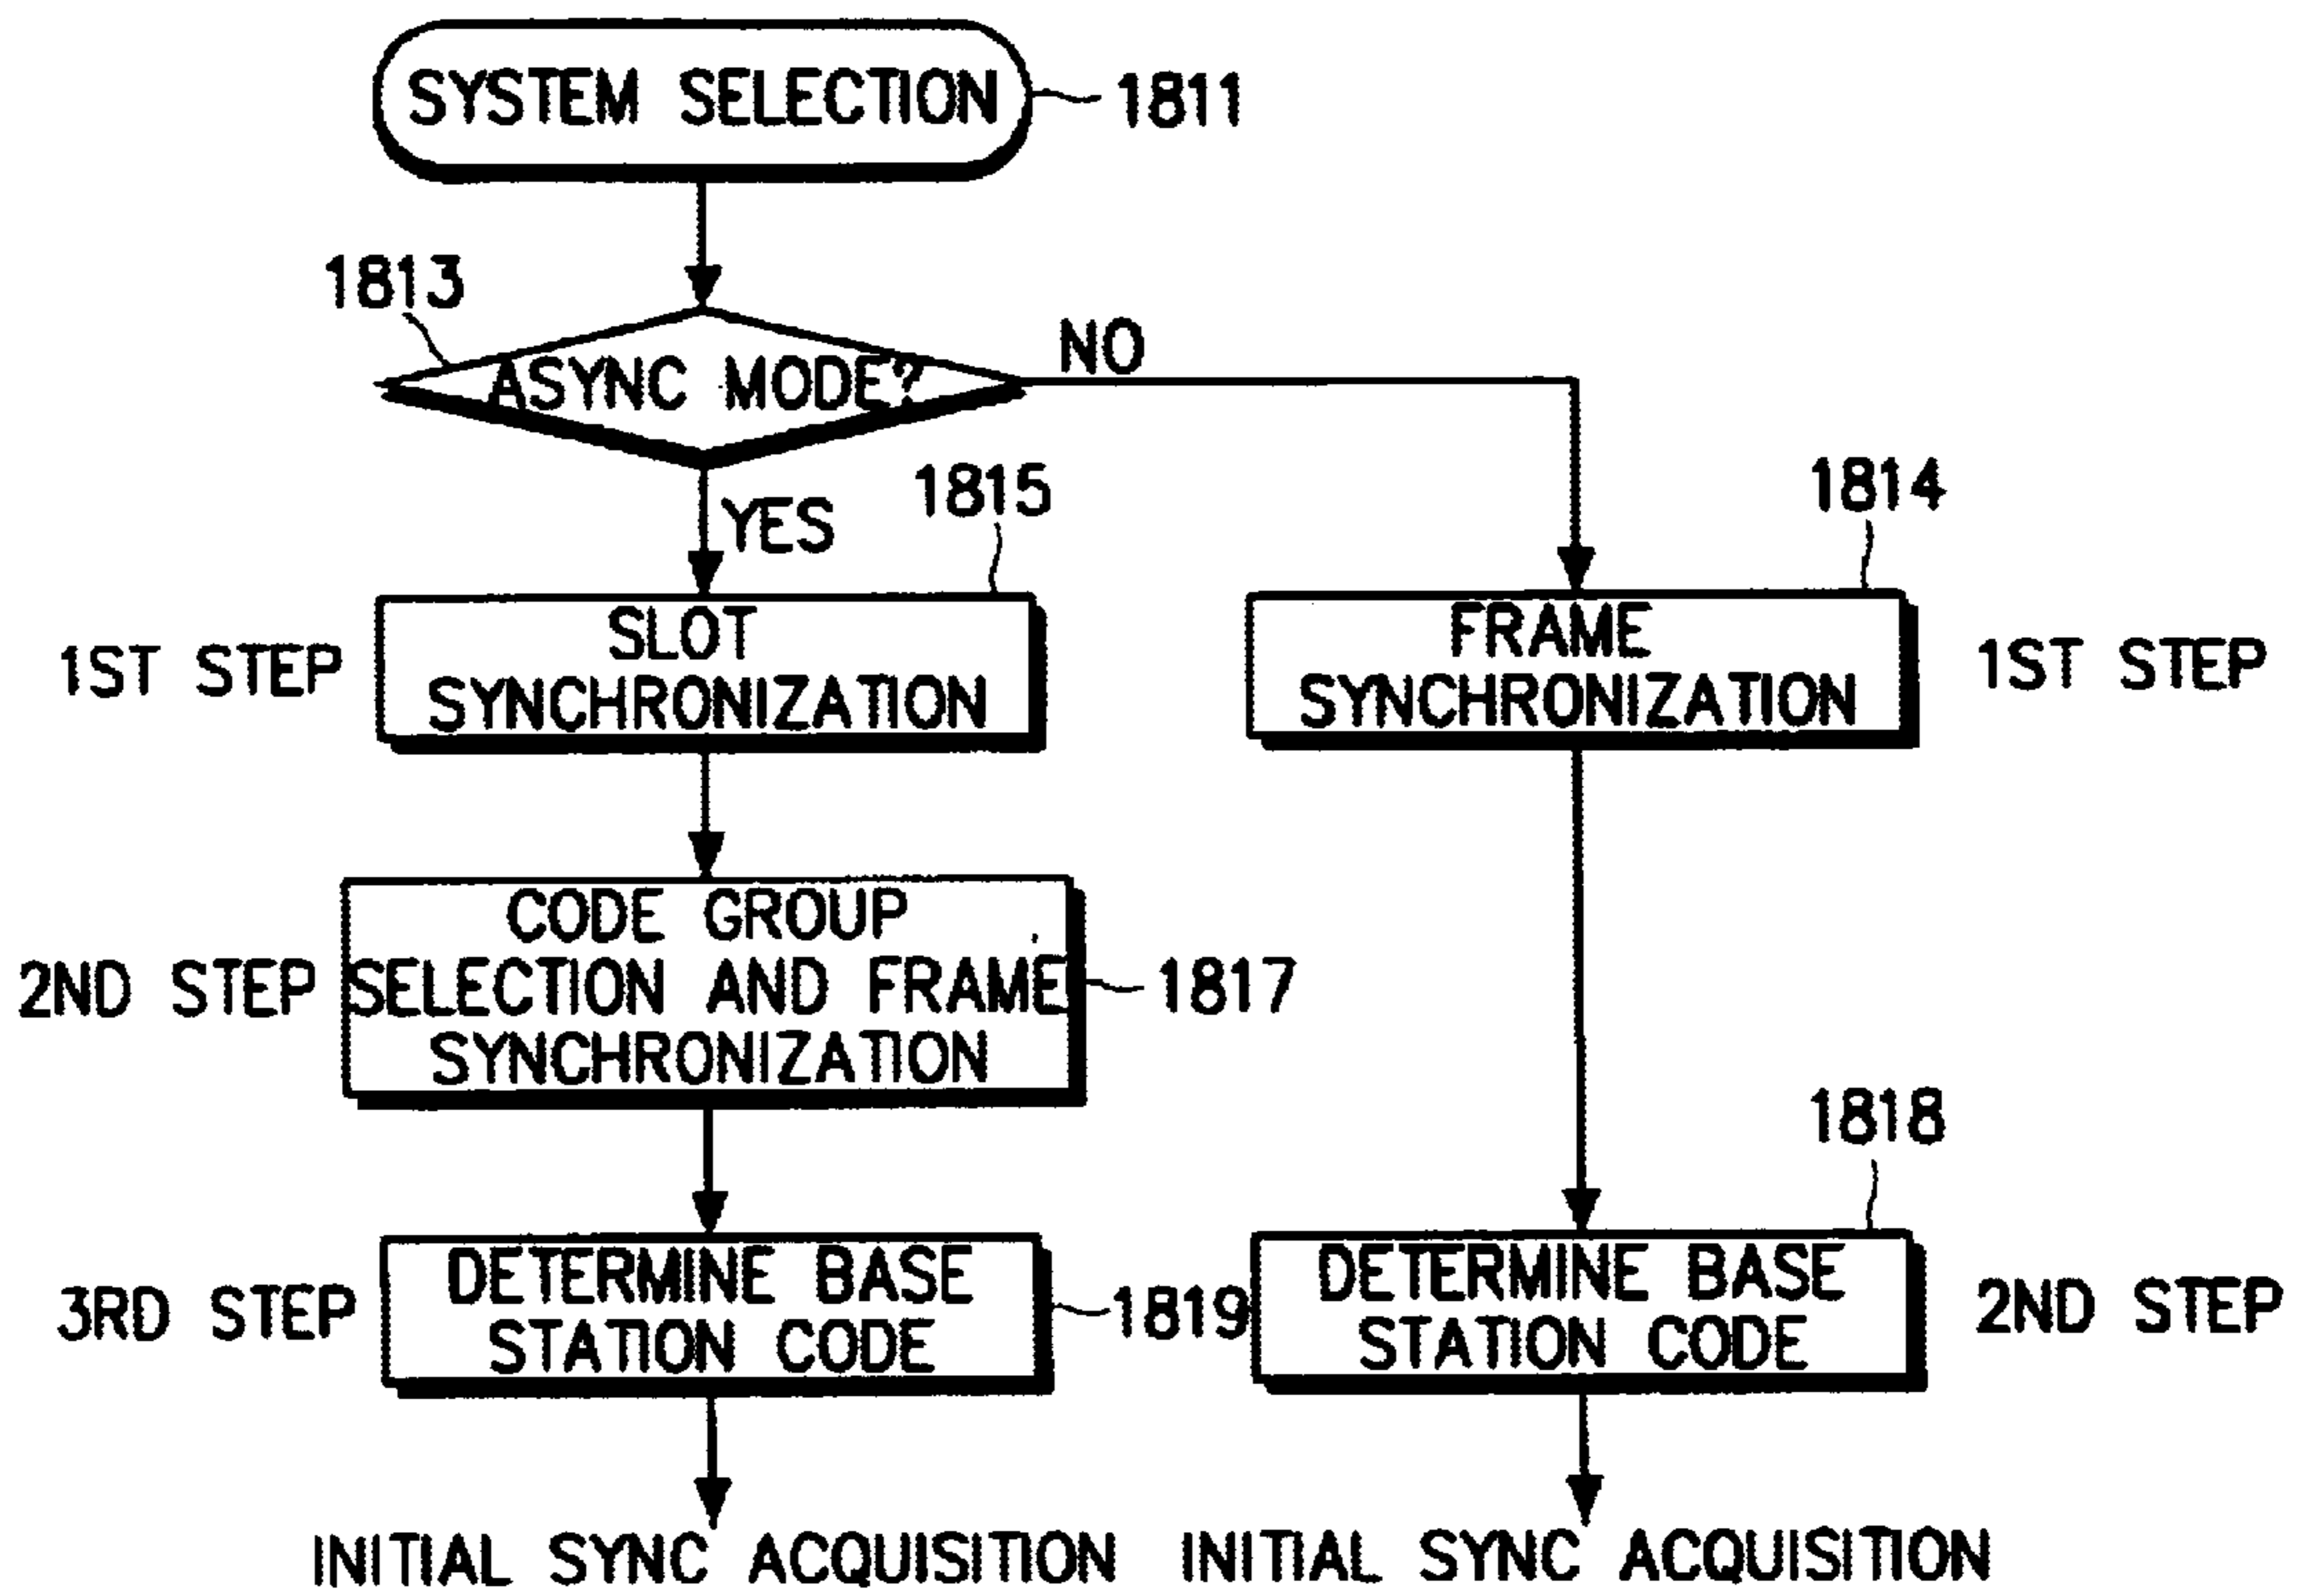 SYSTEM SELECTION
1811
1813
ASYNC MODE?
NO
YES
1815
1814
1ST STEP
SLOT
SYNCHRONIZATION
FRAME
SYNCHRONIZATION
1ST STEP
CODE GROUP
2ND STEP
SELECTION AND FRAME
SYNCHRONIZATION
1817
1818
3RD STEP
DETERMINE BASE
STATION CODE
1819
DETERMINE BASE
STATION CODE
2ND STEP
INITIAL SYNC ACQUISITION
INITIAL SYNC ACQUISITION